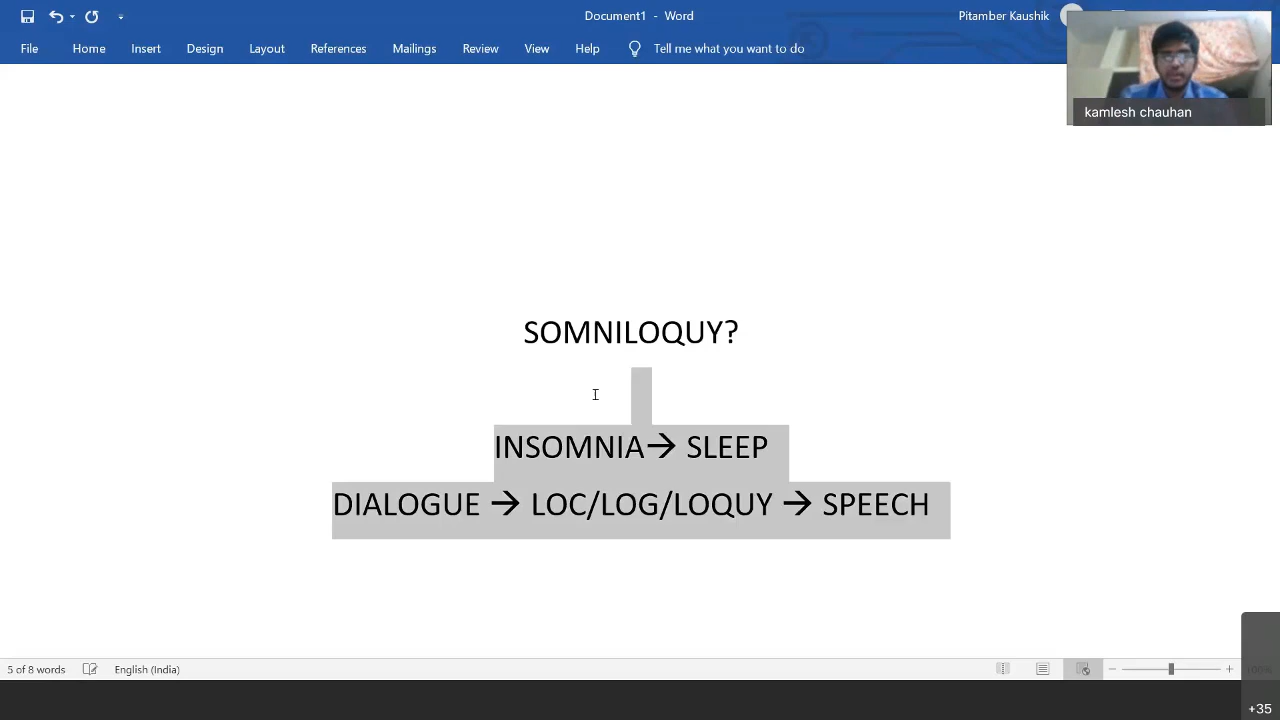 Document1 - Word
Pitamber Kaushik
File Home Insert Design Layout References Mailings Review View Help Tell me what you want to do
kamlesh chauhan
SOMNILOQUY?
INSOMNIA→ SLEEP
DIALOGUE → LOC/LOG/LOQUY → SPEECH
5 of 8 words English (India)
+35